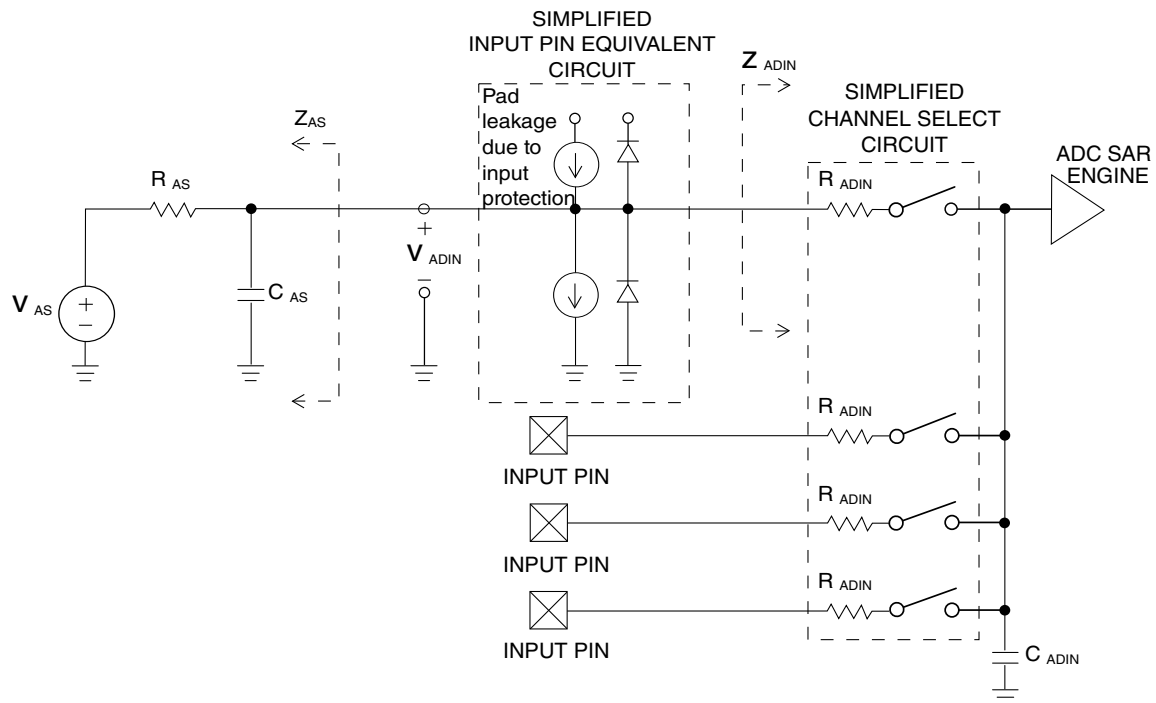 SIMPLIFIED
INPUT PIN EQUIVALENT
CIRCUIT
Z ADIN
SIMPLIFIED
CHANNEL SELECT
CIRCUIT
ADC SAR
ENGINE
Pad
leakage
due to
input
protection
Z AS
R AS
R ADIN
+
V ADIN
–
C AS
V AS
+
–
R ADIN
INPUT PIN
R ADIN
INPUT PIN
R ADIN
INPUT PIN
C ADIN